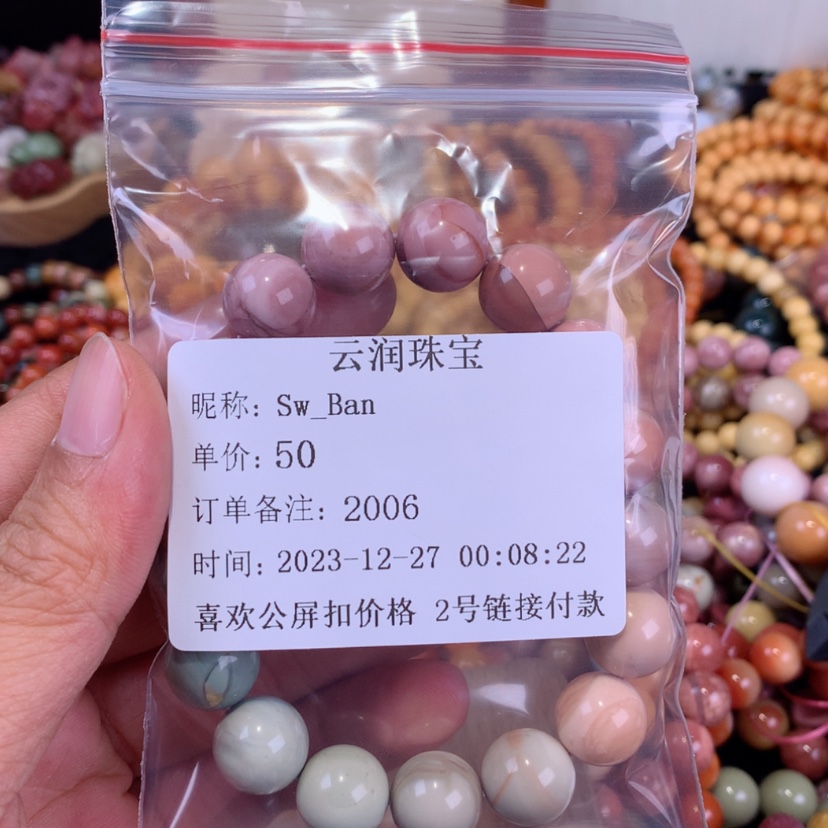 云润珠宝
昵称: Sw_Ban
单价: 50
订单备注: 2006
时间: 2023-12-27 00:08:22
喜欢公屏扣价格 2号链接付款